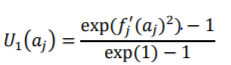 U₁(aⱼ) = exp(fⱼ′(aⱼ)²) − 1 / exp(1) − 1